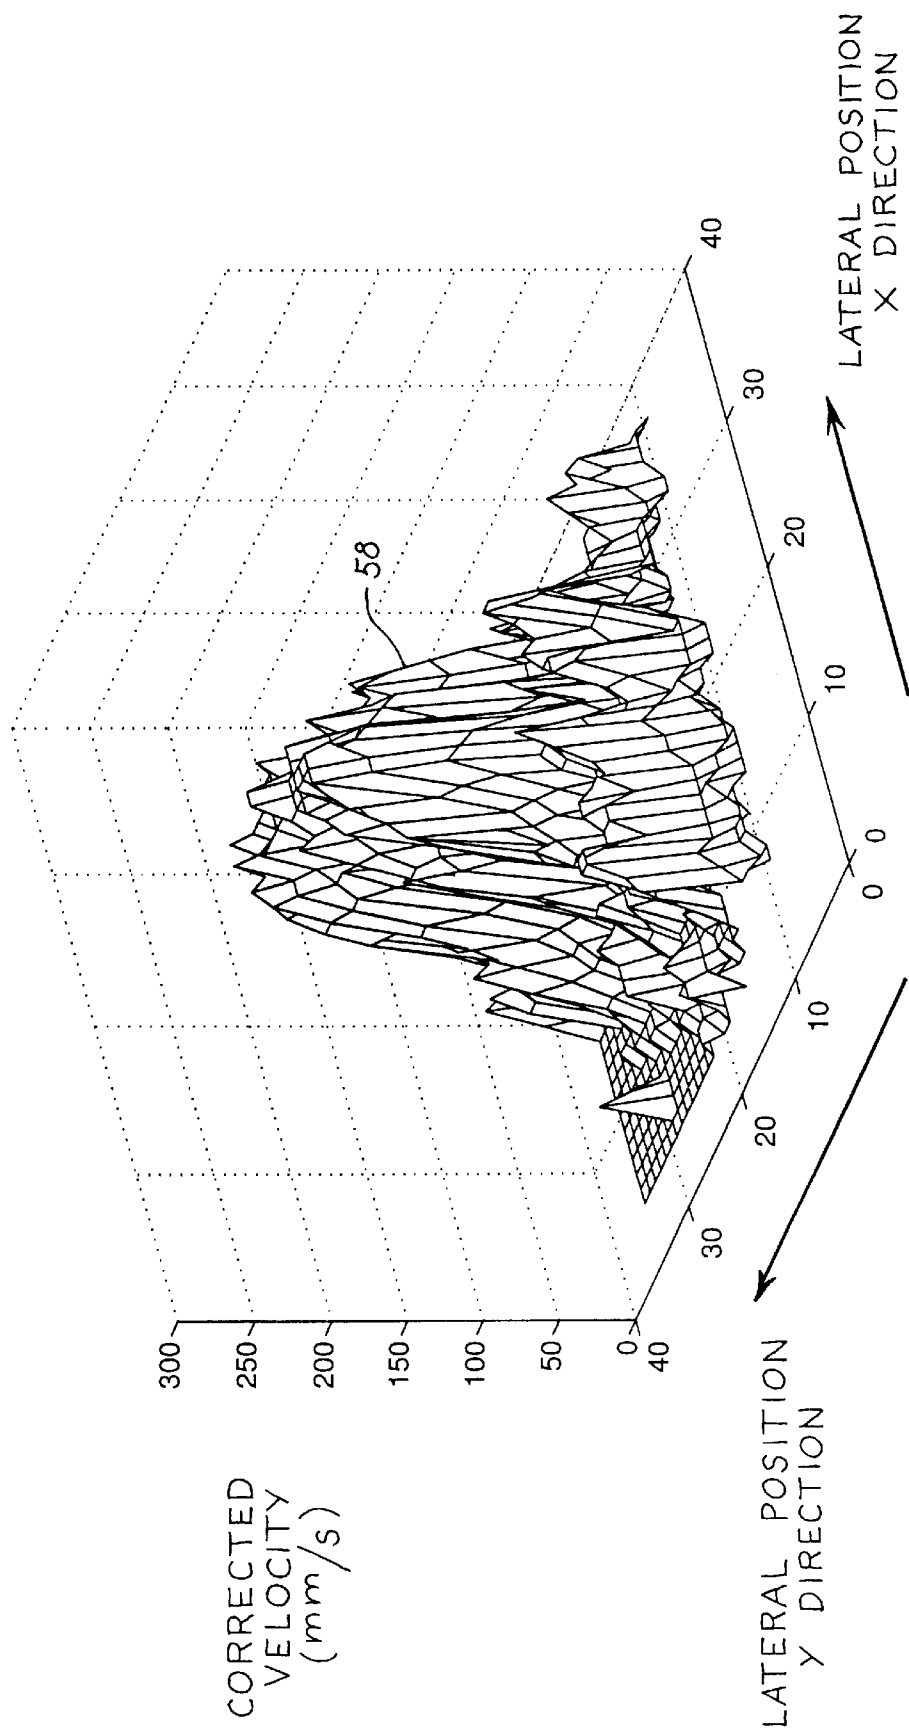 CORRECTED
VELOCITY
(mm/s)
300
250
200
150
100
50
0
40
30
20
10
0
0
10
20
30
40
58
LATERAL POSITION
Y DIRECTION
LATERAL POSITION
X DIRECTION